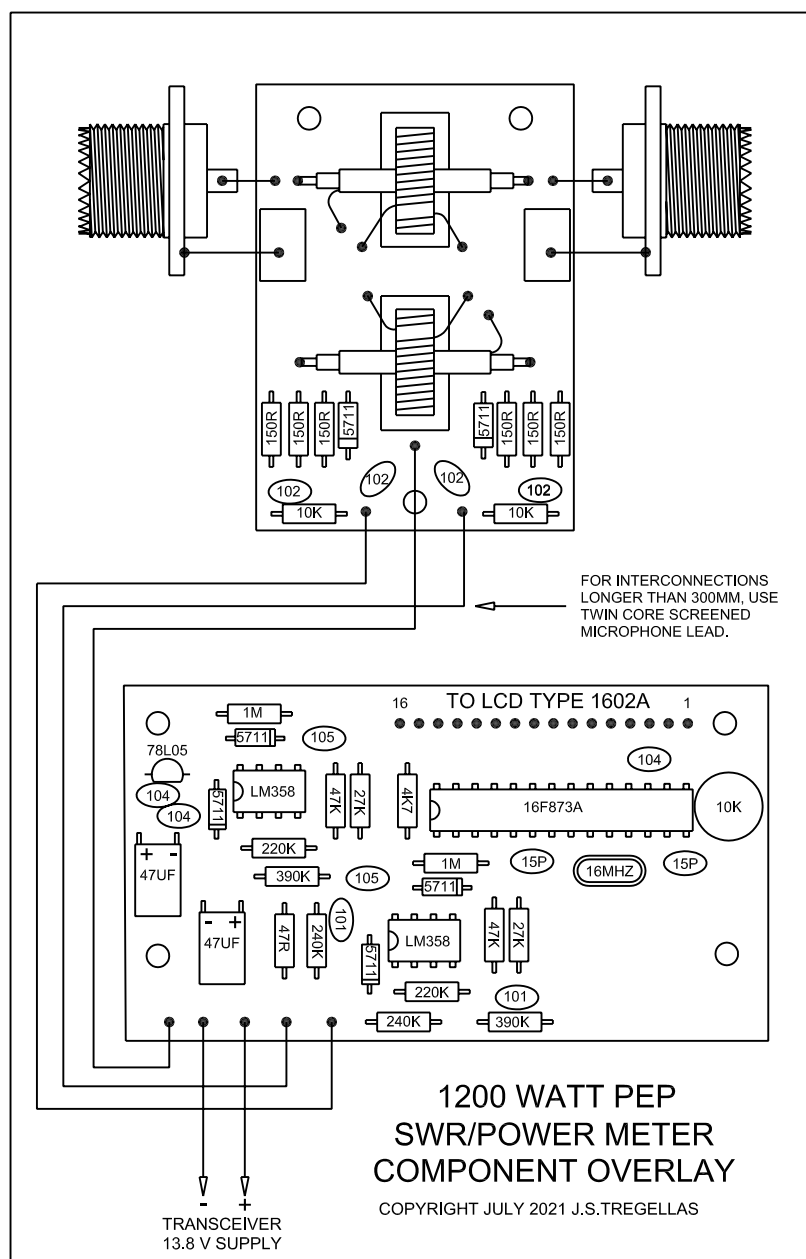 150R
150R
150R
5711
5711
150R
150R
150R
102
102
102
102
10K
10K
FOR INTERCONNECTIONS
LONGER THAN 300MM, USE
TWIN CORE SCREENED
MICROPHONE LEAD.
16 TO LCD TYPE 1602A 1
1M
5711
105
78L05
104
104
104
5711
LM358
47K
27K
4K7
16F873A
10K
220K
390K
105
1M
5711
15P
16MHZ
15P
+ -
47UF
- +
47UF
47R
240K
101
5711
LM358
47K
27K
220K
101
240K
390K
1200 WATT PEP
SWR/POWER METER
COMPONENT OVERLAY
COPYRIGHT JULY 2021 J.S.TREGELLAS
- +
TRANSCEIVER
13.8 V SUPPLY